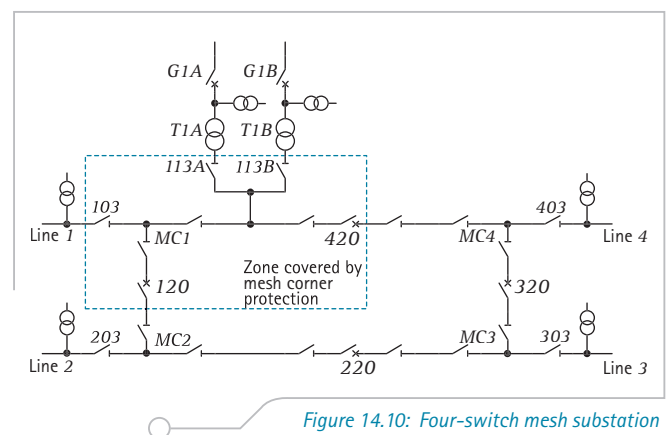 G1A
G1B
T1A
T1B
113A
113B
103
403
Line 1
MC1
420
MC4
Line 4
Zone covered by
mesh corner
protection
120
320
203
MC2
MC3
303
Line 2
220
Line 3
Figure 14.10: Four-switch mesh substation